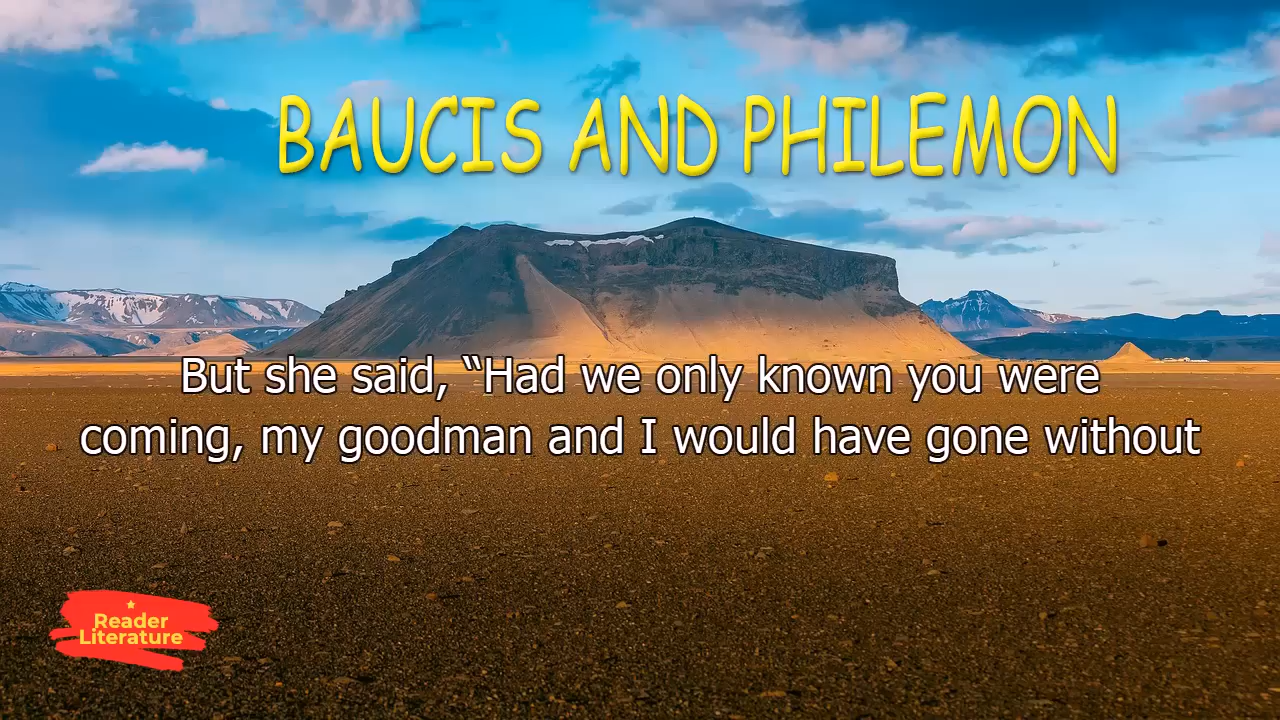 BAUCIS AND PHILEMON
But she said, “Had we only known you were
coming, my goodman and I would have gone without
Reader
Literature